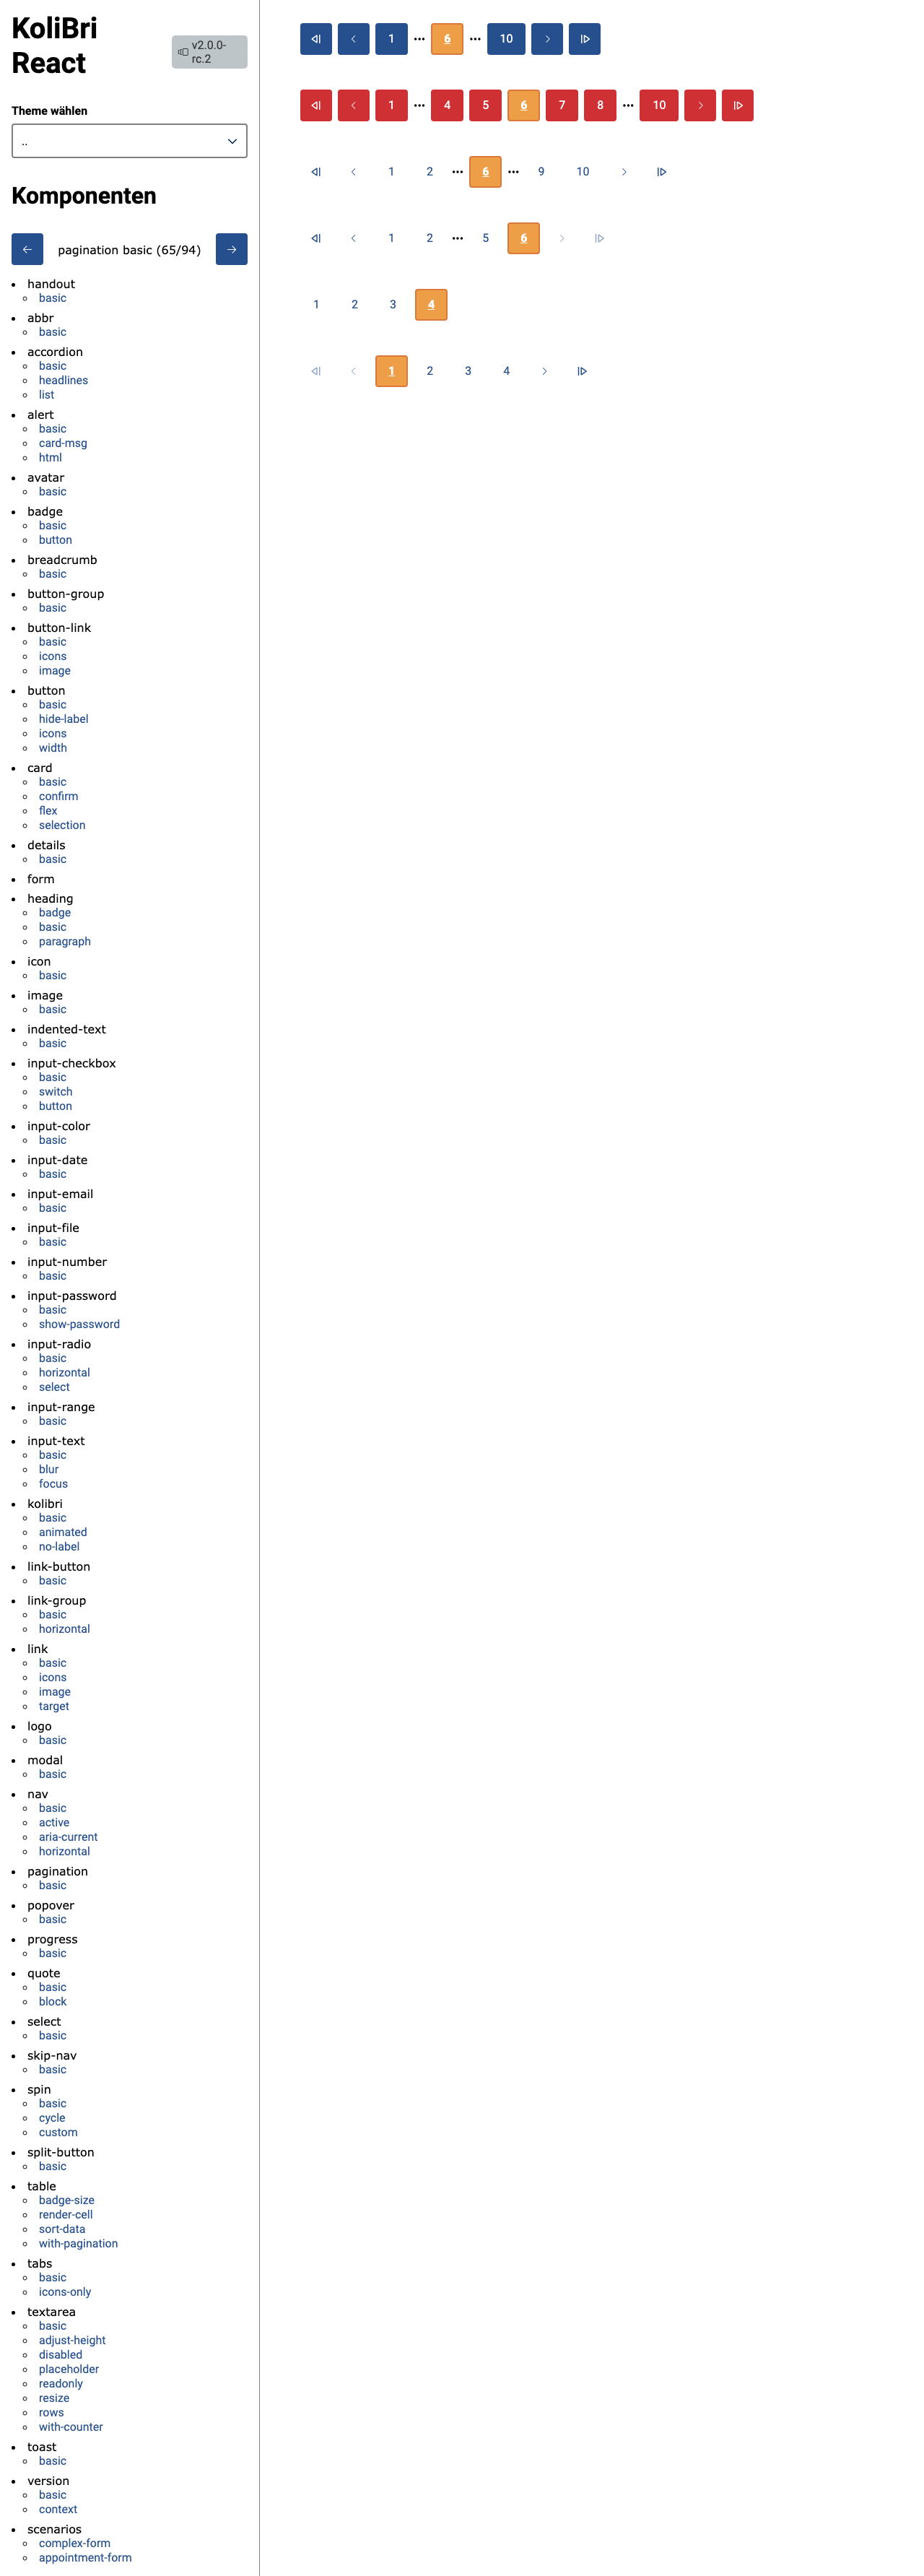 KoliBri
React
v2.0.0-
rc.2
Theme wählen
..
Komponenten
pagination basic (65/94)
handout
basic
abbr
basic
accordion
basic
headlines
list
alert
basic
card-msg
html
avatar
basic
badge
basic
button
breadcrumb
basic
button-group
basic
button-link
basic
icons
image
button
basic
hide-label
icons
width
card
basic
confirm
flex
selection
details
basic
form
heading
badge
basic
paragraph
icon
basic
image
basic
indented-text
basic
input-checkbox
basic
switch
button
input-color
basic
input-date
basic
input-email
basic
input-file
basic
input-number
basic
input-password
basic
show-password
input-radio
basic
horizontal
select
input-range
basic
input-text
basic
blur
focus
kolibri
basic
animated
no-label
link-button
basic
link-group
basic
horizontal
link
basic
icons
image
target
logo
basic
modal
basic
nav
basic
active
aria-current
horizontal
pagination
basic
popover
basic
progress
basic
quote
basic
block
select
basic
skip-nav
basic
spin
basic
cycle
custom
split-button
basic
table
badge-size
render-cell
sort-data
with-pagination
tabs
basic
icons-only
textarea
basic
adjust-height
disabled
placeholder
readonly
resize
rows
with-counter
toast
basic
version
basic
context
scenarios
complex-form
appointment-form
1 ••• 6 ••• 10
1 ••• 4 5 6 7 8 ••• 10
1 2 ••• 6 ••• 9 10
1 2 ••• 5 6
1 2 3 4
1 2 3 4